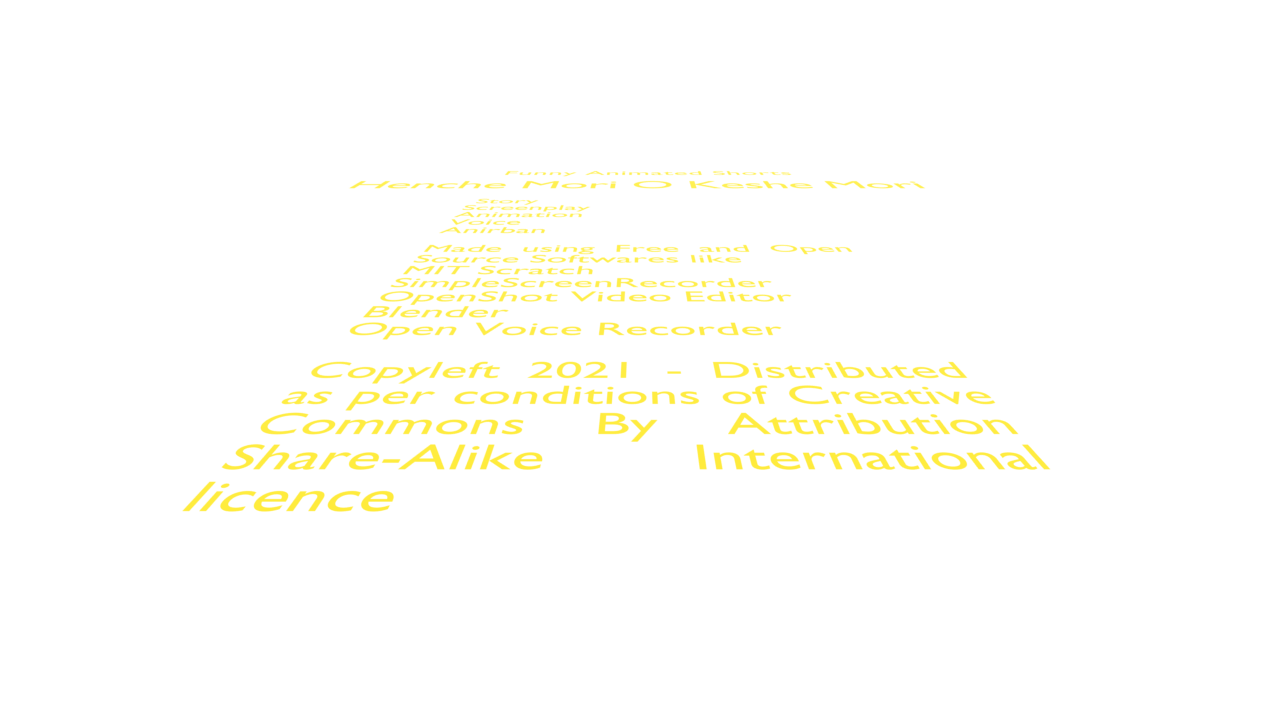 Funny Animated Shorts
Henche Mori O Keshe Mori
Story
Screenplay
Animation
Voice
Anirban
Made using Free and Open
Source Softwares like
MIT Scratch
SimpleScreenRecorder
OpenShot Video Editor
Blender
Open Voice Recorder
Copyleft 2021 - Distributed
as per conditions of Creative
Commons By Attribution
Share-Alike International
licence